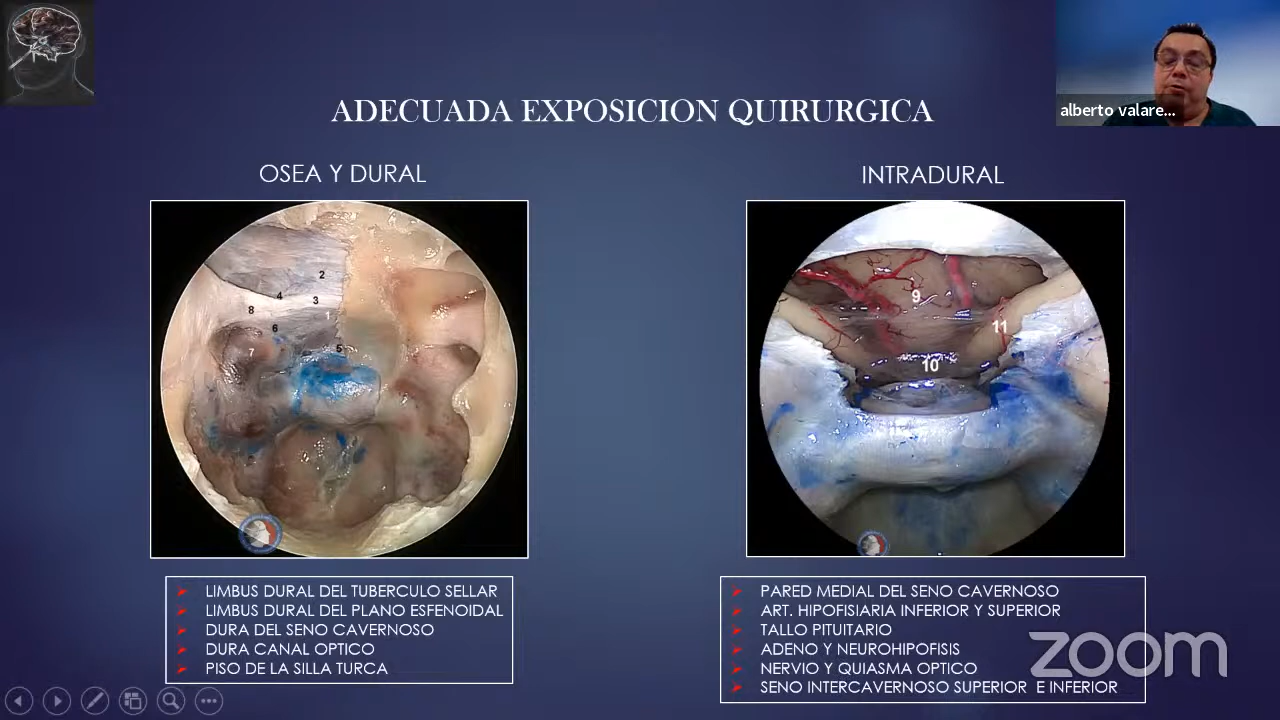 alberto valare...
ADECUADA EXPOSICION QUIRURGICA
OSEA Y DURAL
INTRADURAL
2
4
3
8
1
6
5
7
9
11
10
LIMBUS DURAL DEL TUBERCULO SELLAR
LIMBUS DURAL DEL PLANO ESFENOIDAL
DURA DEL SENO CAVERNOSO
DURA CANAL OPTICO
PISO DE LA SILLA TURCA
PARED MEDIAL DEL SENO CAVERNOSO
ART. HIPOFISIARIA INFERIOR Y SUPERIOR
TALLO PITUITARIO
ADENO Y NEUROHIPOFISIS
NERVIO Y QUIASMA OPTICO
SENO INTERCAVERNOSO SUPERIOR E INFERIOR
zoom